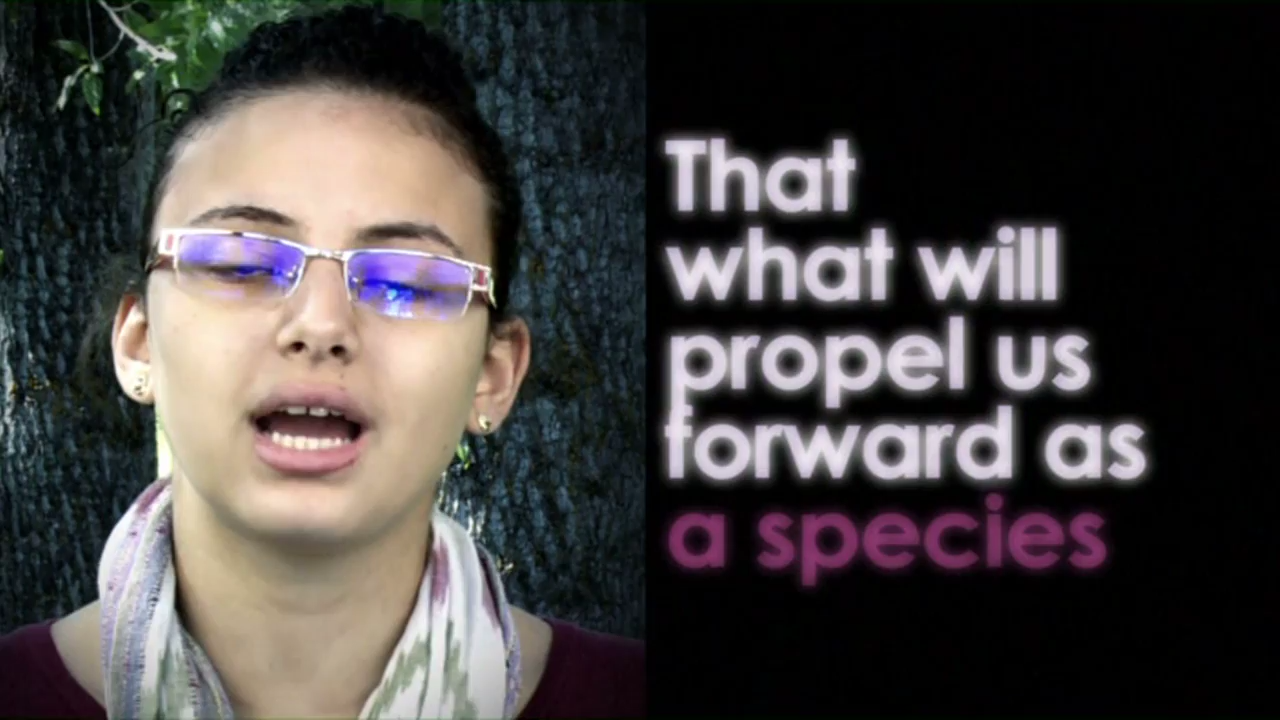 That
what will
propel us
forward as
a species